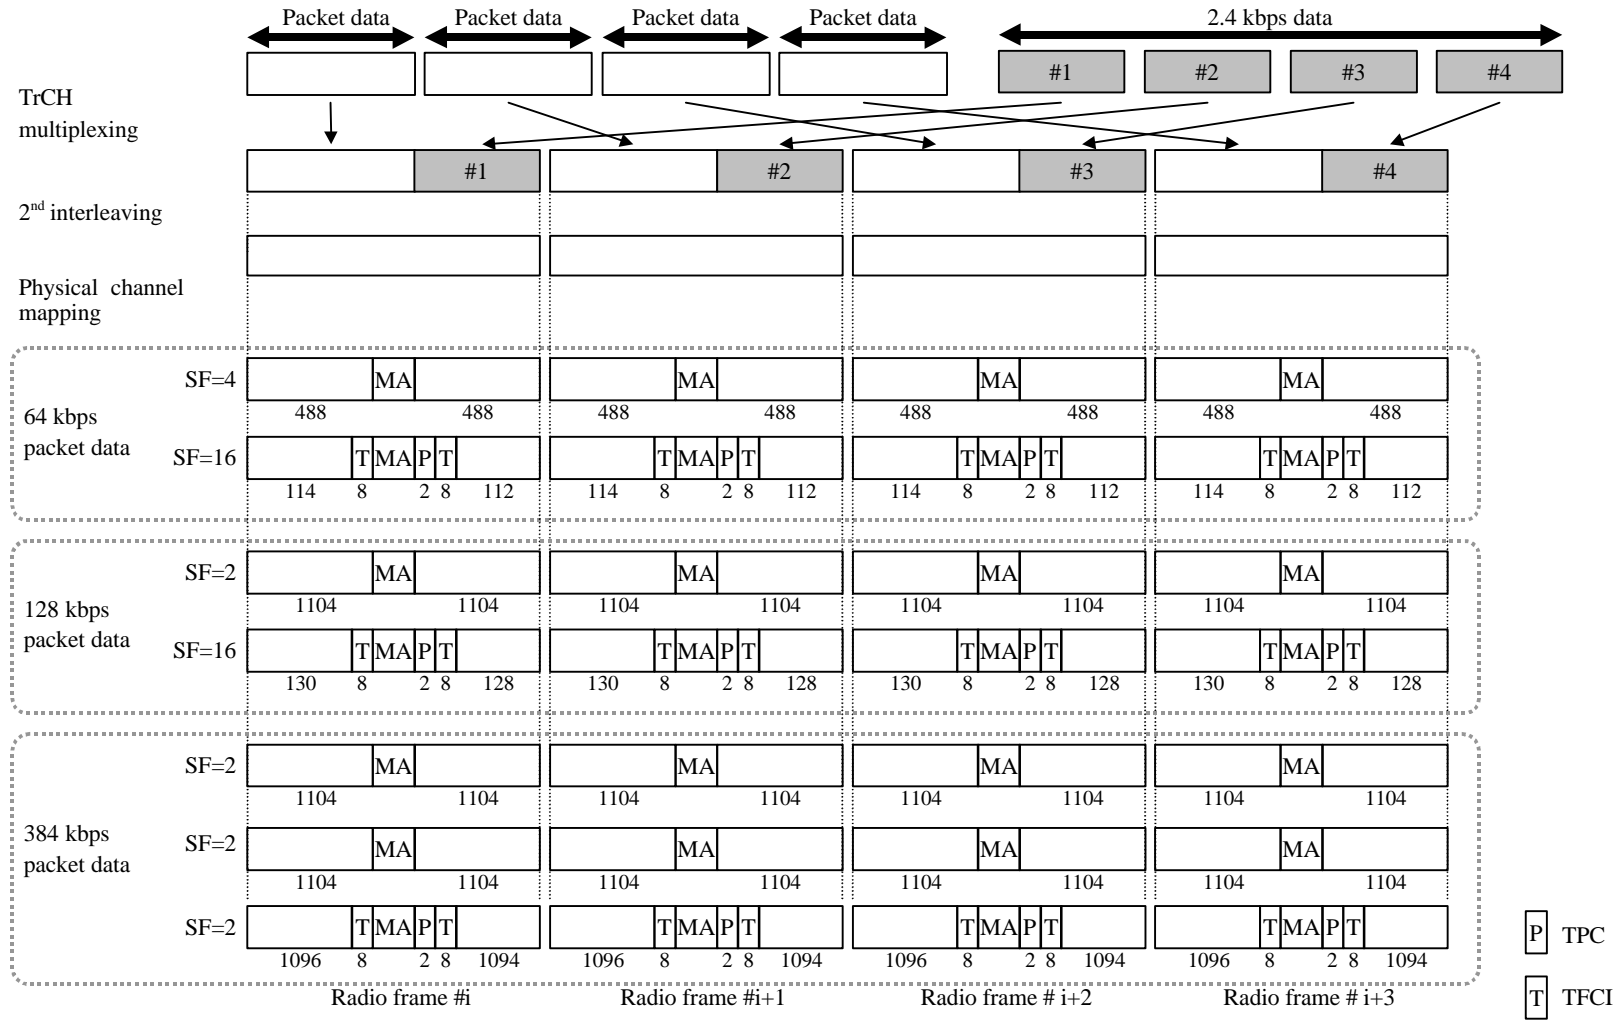 Packet data Packet data Packet data Packet data 2.4 kbps data
#1 #2 #3 #4
TrCH
multiplexing
#1 #2 #3 #4
2nd interleaving
Physical channel
mapping
SF=4 MA MA MA MA
488 488 488 488 488 488 488 488
64 kbps
packet data
SF=16 T MA P T T MA P T T MA P T T MA P T
114 8 2 8 112 114 8 2 8 112 114 8 2 8 112 114 8 2 8 112
SF=2 MA MA MA MA
1104 1104 1104 1104 1104 1104 1104 1104
128 kbps
packet data
SF=16 T MA P T T MA P T T MA P T T MA P T
130 8 2 8 128 130 8 2 8 128 130 8 2 8 128 130 8 2 8 128
SF=2 MA MA MA MA
1104 1104 1104 1104 1104 1104 1104 1104
384 kbps
packet data
SF=2 MA MA MA MA
1104 1104 1104 1104 1104 1104 1104 1104
SF=2 T MA P T T MA P T T MA P T T MA P T
1096 8 2 8 1094 1096 8 2 8 1094 1096 8 2 8 1094 1096 8 2 8 1094
P TPC
Radio frame #i Radio frame #i+1 Radio frame # i+2 Radio frame # i+3
T TFCI